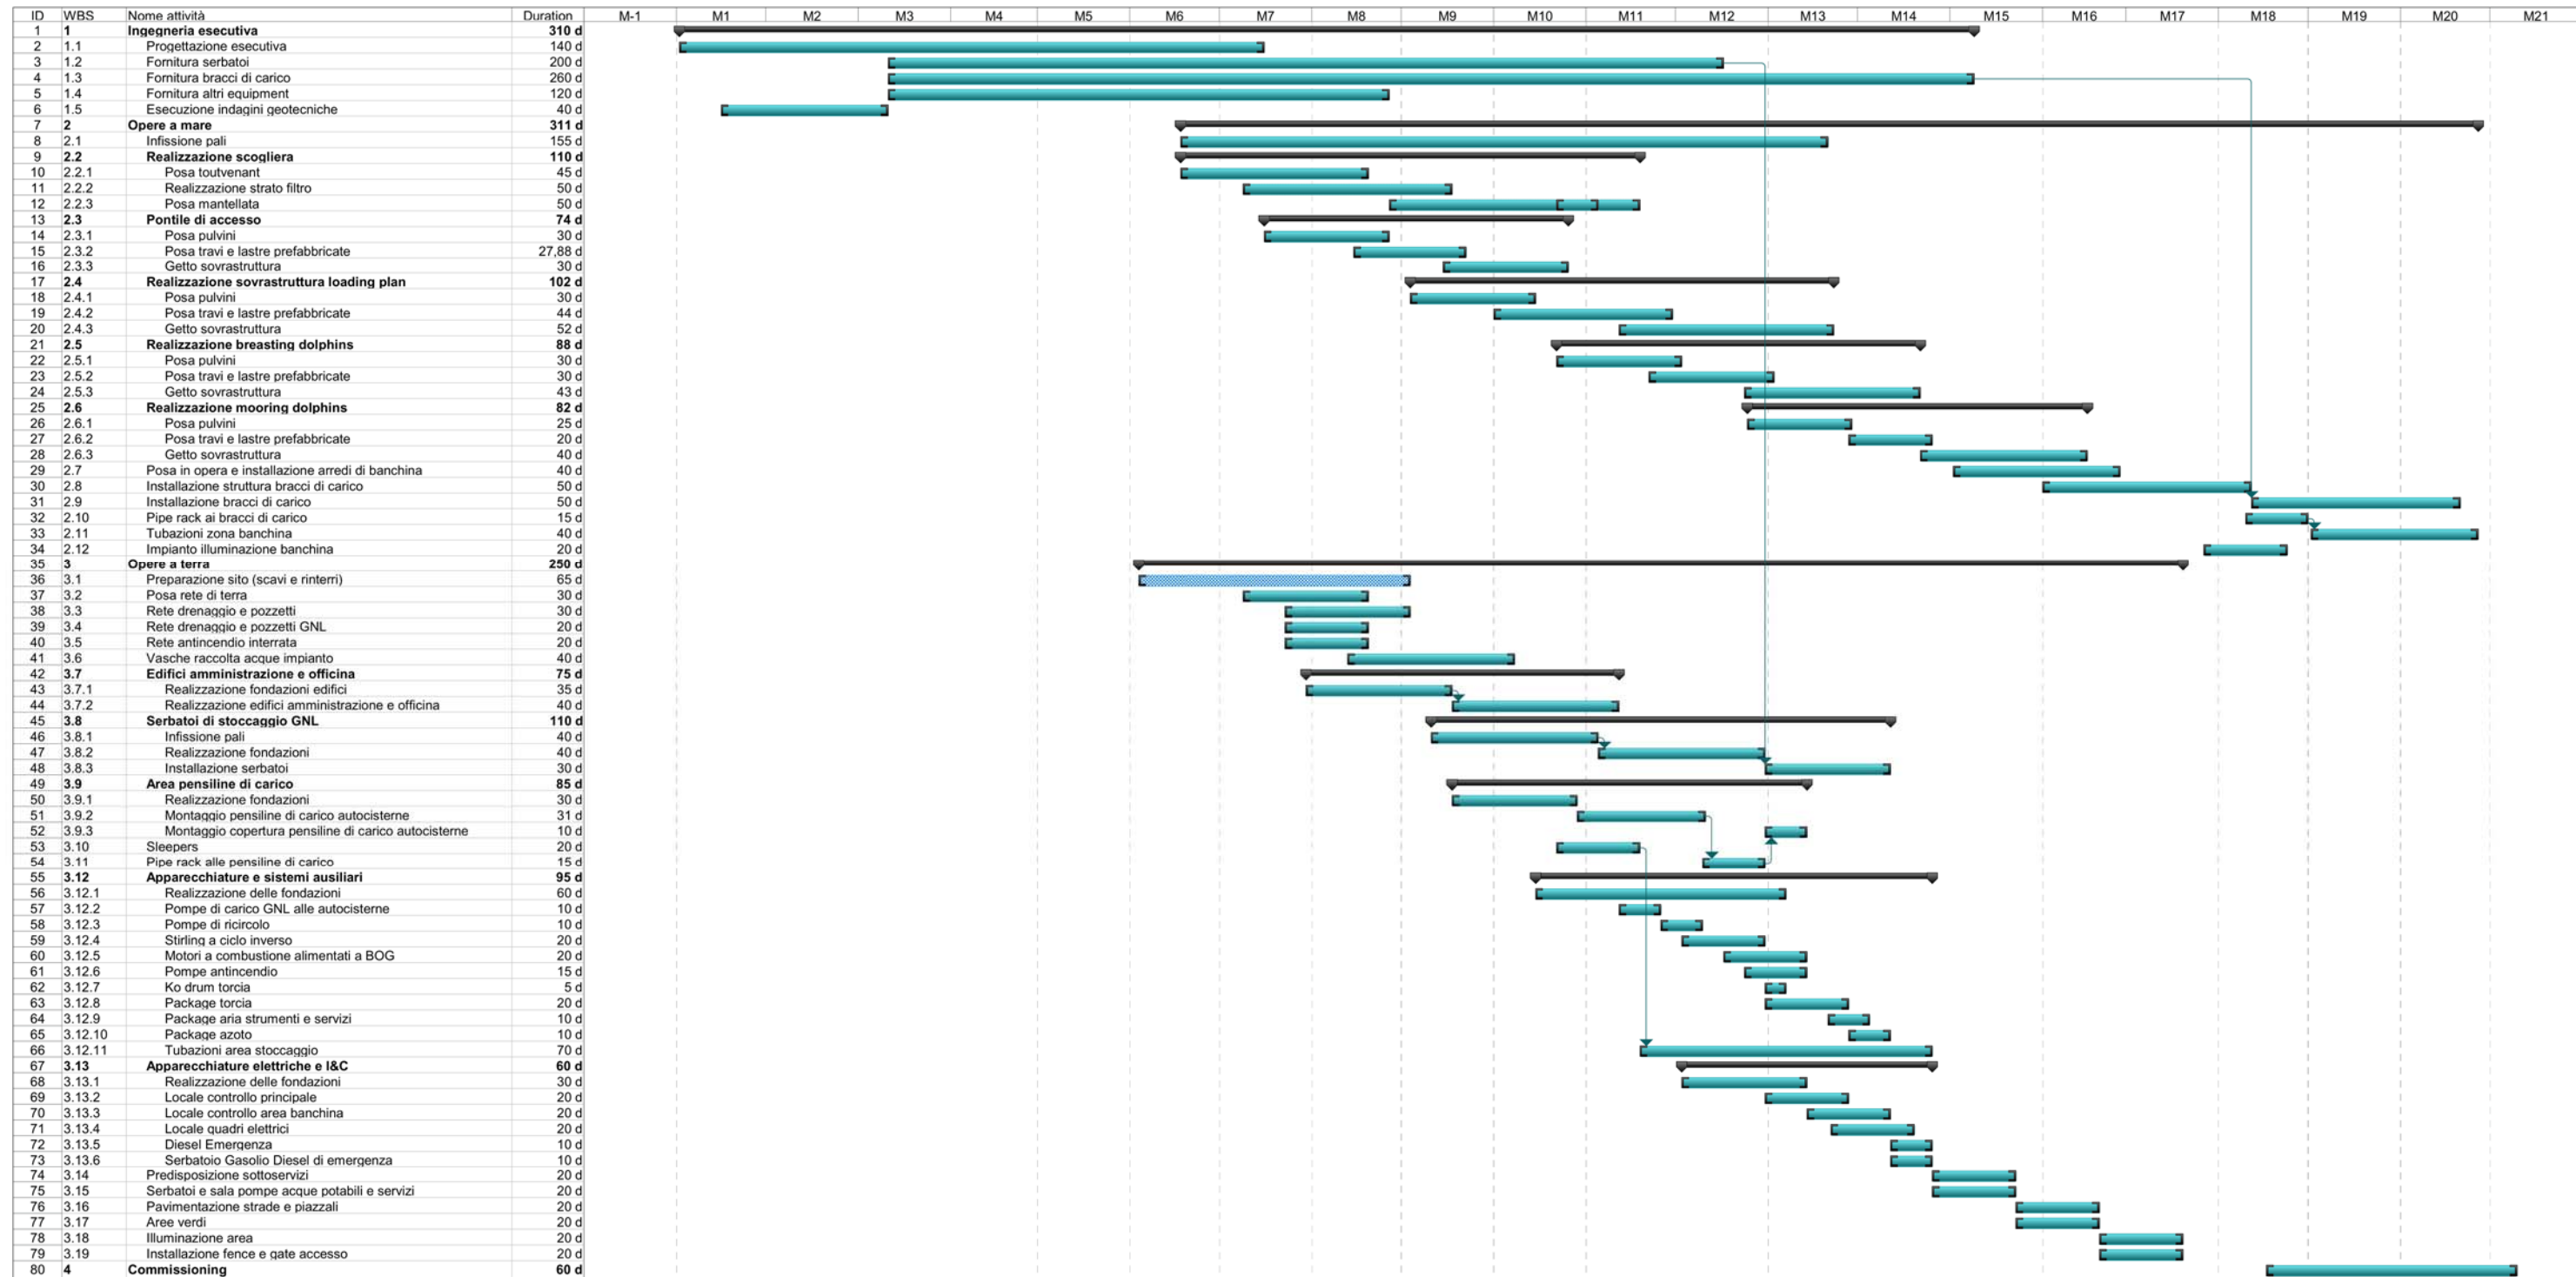 ID WBS Nome attività Duration M-1 M1 M2 M3 M4 M5 M6 M7 M8 M9 M10 M11 M12 M13 M14 M15 M16 M17 M18 M19 M20 M21
1 1 Ingegneria esecutiva 310 d
2 1.1 Progettazione esecutiva 140 d
3 1.2 Fornitura serbatoi 200 d
4 1.3 Fornitura bracci di carico 260 d
5 1.4 Fornitura altri equipment 120 d
6 1.5 Esecuzione indagini geotecniche 40 d
7 2 Opere a mare 311 d
8 2.1 Infissione pali 155 d
9 2.2 Realizzazione scogliera 110 d
10 2.2.1 Posa toutvenant 45 d
11 2.2.2 Realizzazione strato filtro 50 d
12 2.2.3 Posa mantellata 50 d
13 2.3 Pontile di accesso 74 d
14 2.3.1 Posa pulvini 30 d
15 2.3.2 Posa travi e lastre prefabbricate 27,88 d
16 2.3.3 Getto sovrastruttura 30 d
17 2.4 Realizzazione sovrastruttura loading plan 102 d
18 2.4.1 Posa pulvini 30 d
19 2.4.2 Posa travi e lastre prefabbricate 44 d
20 2.4.3 Getto sovrastruttura 52 d
21 2.5 Realizzazione breasting dolphins 88 d
22 2.5.1 Posa pulvini 30 d
23 2.5.2 Posa travi e lastre prefabbricate 30 d
24 2.5.3 Getto sovrastruttura 43 d
25 2.6 Realizzazione mooring dolphins 82 d
26 2.6.1 Posa pulvini 25 d
27 2.6.2 Posa travi e lastre prefabbricate 20 d
28 2.6.3 Getto sovrastruttura 40 d
29 2.7 Posa in opera e installazione arredi di banchina 40 d
30 2.8 Installazione struttura bracci di carico 50 d
31 2.9 Installazione bracci di carico 50 d
32 2.10 Pipe rack ai bracci di carico 15 d
33 2.11 Tubazioni zona banchina 40 d
34 2.12 Impianto illuminazione banchina 20 d
35 3 Opere a terra 250 d
36 3.1 Preparazione sito (scavi e rinterri) 65 d
37 3.2 Posa rete di terra 30 d
38 3.3 Rete drenaggio e pozzetti 30 d
39 3.4 Rete drenaggio e pozzetti GNL 20 d
40 3.5 Rete antincendio interrata 20 d
41 3.6 Vasche raccolta acque impianto 40 d
42 3.7 Edifici amministrazione e officina 75 d
43 3.7.1 Realizzazione fondazioni edifici 35 d
44 3.7.2 Realizzazione edifici amministrazione e officina 40 d
45 3.8 Serbatoi di stoccaggio GNL 110 d
46 3.8.1 Infissione pali 40 d
47 3.8.2 Realizzazione fondazioni 40 d
48 3.8.3 Installazione serbatoi 30 d
49 3.9 Area pensiline di carico 85 d
50 3.9.1 Realizzazione fondazioni 30 d
51 3.9.2 Montaggio pensiline di carico autocisterne 31 d
52 3.9.3 Montaggio copertura pensiline di carico autocisterne 10 d
53 3.10 Sleepers 20 d
54 3.11 Pipe rack alle pensiline di carico 15 d
55 3.12 Apparecchiature e sistemi ausiliari 95 d
56 3.12.1 Realizzazione delle fondazioni 60 d
57 3.12.2 Pompe di carico GNL alle autocisterne 10 d
58 3.12.3 Pompe di ricircolo 10 d
59 3.12.4 Stirling a ciclo inverso 20 d
60 3.12.5 Motori a combustione alimentati a BOG 20 d
61 3.12.6 Pompe antincendio 15 d
62 3.12.7 Ko drum torcia 5 d
63 3.12.8 Package torcia 20 d
64 3.12.9 Package aria strumenti e servizi 10 d
65 3.12.10 Package azoto 10 d
66 3.12.11 Tubazioni area stoccaggio 70 d
67 3.13 Apparecchiature elettriche e I&C 60 d
68 3.13.1 Realizzazione delle fondazioni 30 d
69 3.13.2 Locale controllo principale 20 d
70 3.13.3 Locale controllo area banchina 20 d
71 3.13.4 Locale quadri elettrici 20 d
72 3.13.5 Diesel Emergenza 10 d
73 3.13.6 Serbatoio Gasolio Diesel di emergenza 10 d
74 3.14 Predisposizione sottoservizi 20 d
75 3.15 Serbatoi e sala pompe acque potabili e servizi 20 d
76 3.16 Pavimentazione strade e piazzali 20 d
77 3.17 Aree verdi 20 d
78 3.18 Illuminazione area 20 d
79 3.19 Installazione fence e gate accesso 20 d
80 4 Commissioning 60 d